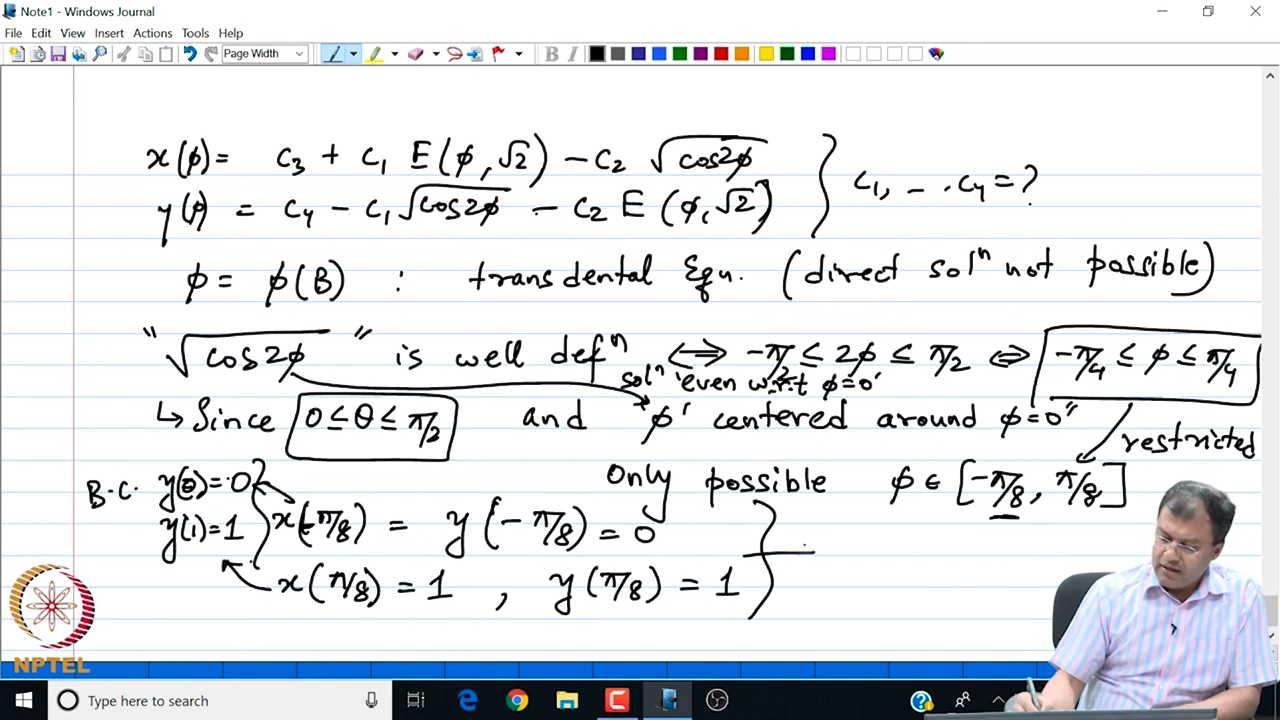 Note1 - Windows Journal
File Edit View Insert Actions Tools Help
Page Width B I
x(φ) = c₃ + c₁ E(φ, √2) - c₂ √cos2φ
y(φ) = c₄ - c₁ √cos2φ - c₂ E(φ, √2) } c₁, - . c₄ = ?
φ = φ(B) : transdental Equ. (direct solⁿ not possible)
"√cos2φ" is well defⁿ ⟺ -π/2 ≤ 2φ ≤ π/2 ⟺ -π/4 ≤ φ ≤ π/4
solⁿ 'even w.r.t φ=0'
↳ Since 0 ≤ θ ≤ π/2 and φ' centered around φ=0"
restricted
B.C. y(0)=0 only possible φ ∈ [-π/8, π/8]
y(1)=1 } x(-π/8) = y(-π/8) = 0
x(π/8) = 1 , y(π/8) = 1 }
NPTEL
Type here to search